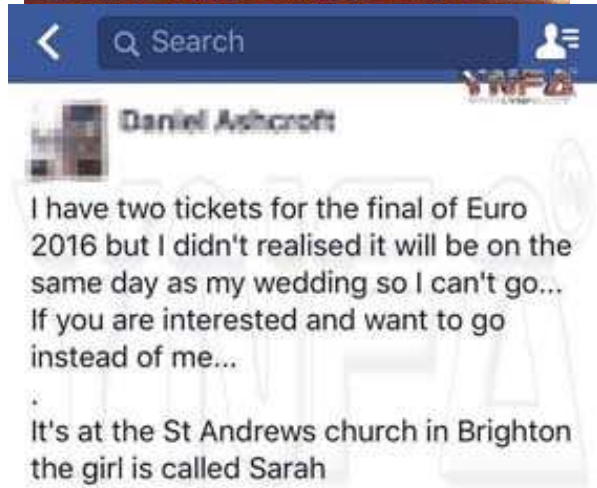 Search
YNFA
Daniel Ashcroft
I have two tickets for the final of Euro
2016 but I didn't realised it will be on the
same day as my wedding so I can't go...
If you are interested and want to go
instead of me...
.
It's at the St Andrews church in Brighton
the girl is called Sarah